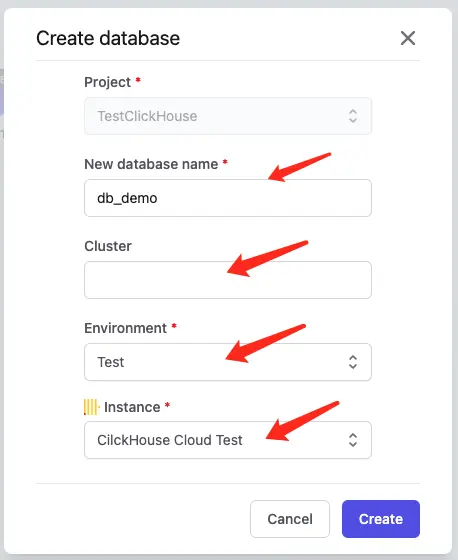 Create database
Project *
TestClickHouse
New database name *
db_demo
Cluster
Environment *
Test
Instance *
CilckHouse Cloud Test
Cancel
Create